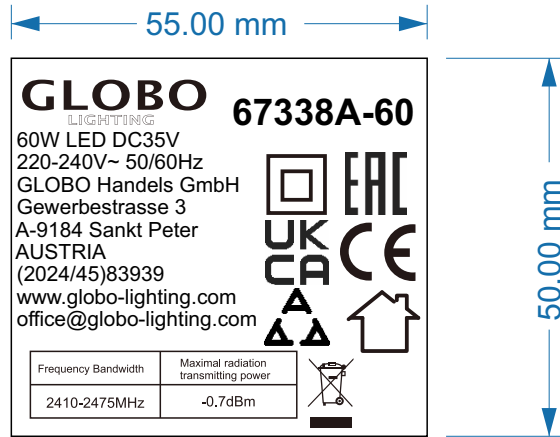 55.00 mm
GLOBO
LIGHTING
67338A-60
60W LED DC35V
220-240V~ 50/60Hz
GLOBO Handels GmbH
Gewerbestrasse 3
A-9184 Sankt Peter
AUSTRIA
(2024/45)83939
www.globo-lighting.com
office@globo-lighting.com
EAC
UK
CA
CE
Frequency Bandwidth
Maximal radiation
transmitting power
2410-2475MHz
-0.7dBm
50.00 mm